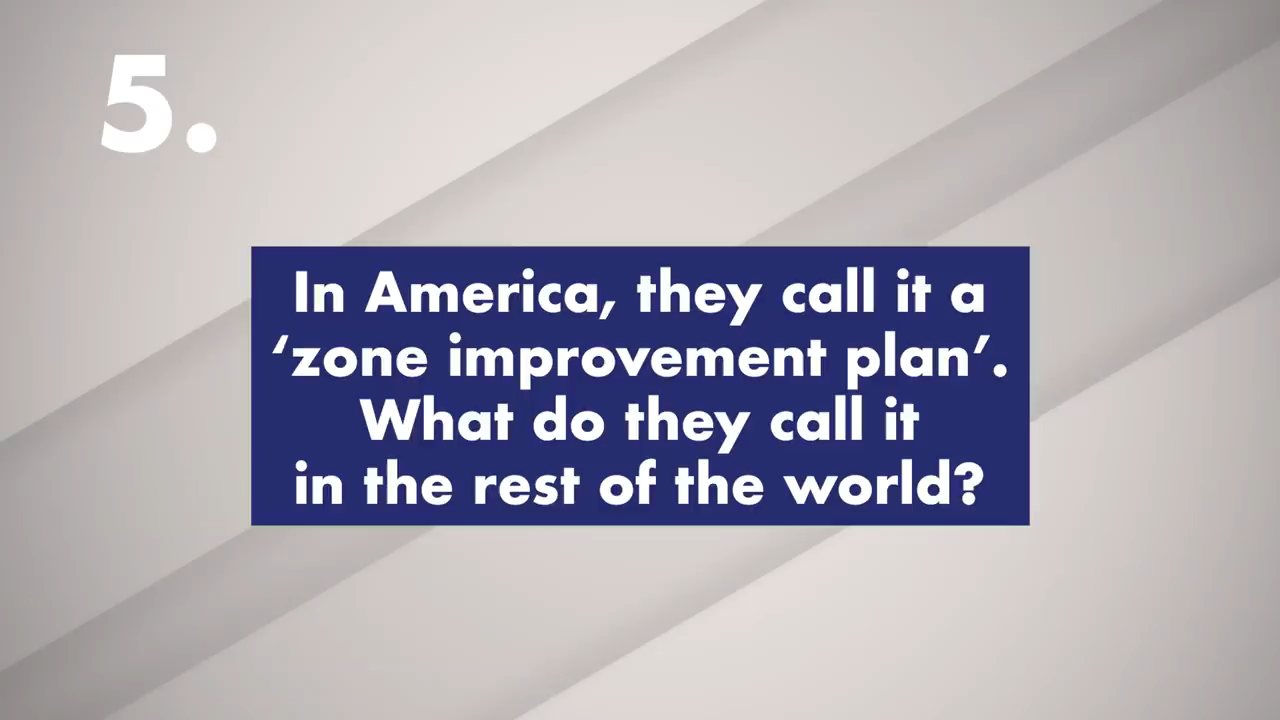 5.
In America, they call it a
‘zone improvement plan’.
What do they call it
in the rest of the world?